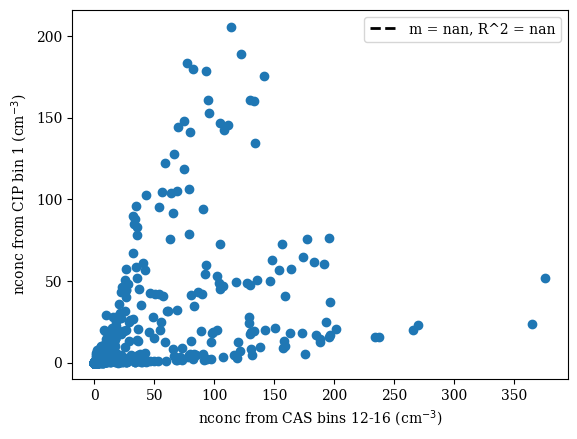 m = nan, R^2 = nan
200
150
100
50
0
nconc from CIP bin 1 (cm⁻³)
0 50 100 150 200 250 300 350
nconc from CAS bins 12-16 (cm⁻³)